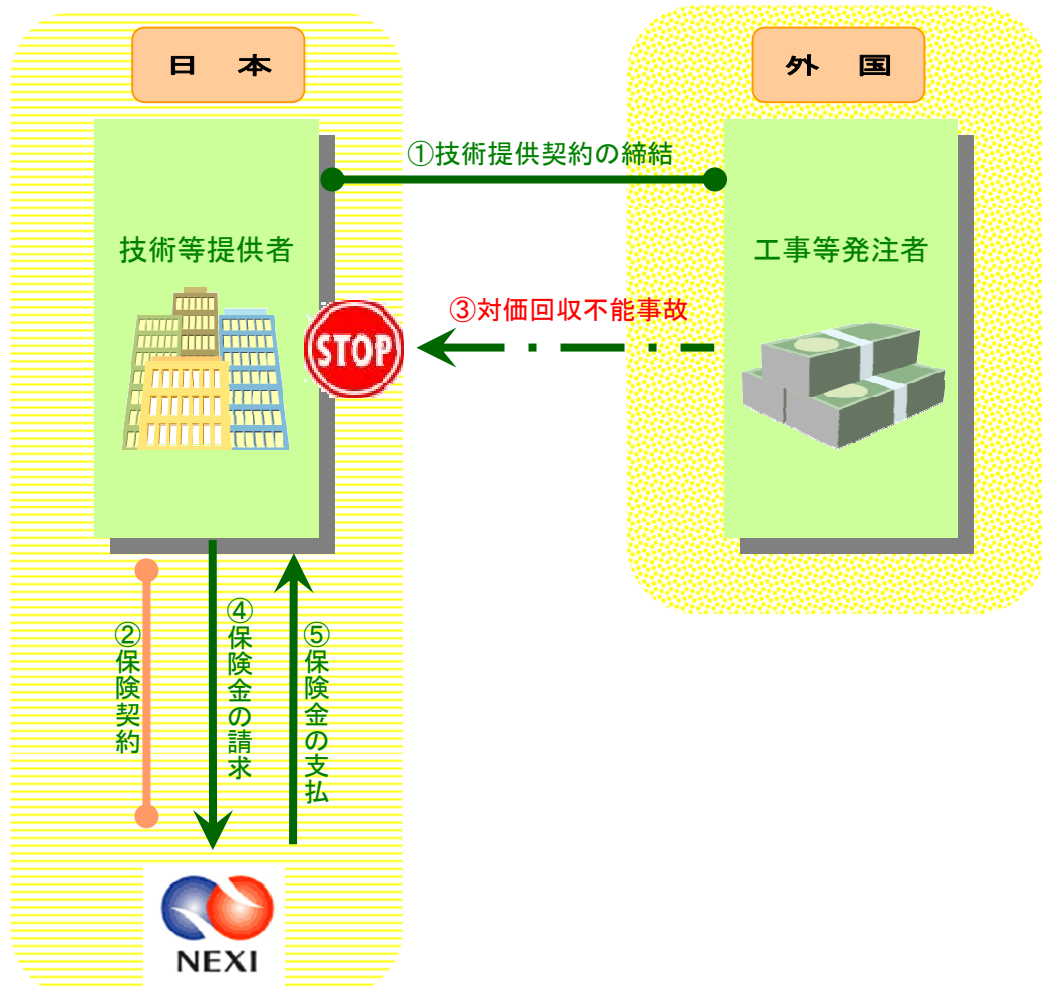 日 本
外 国
①技術提供契約の締結
技術等提供者
工事等発注者
③対価回収不能事故
STOP
②保険契約
④保険金の請求
⑤保険金の支払
NEXI